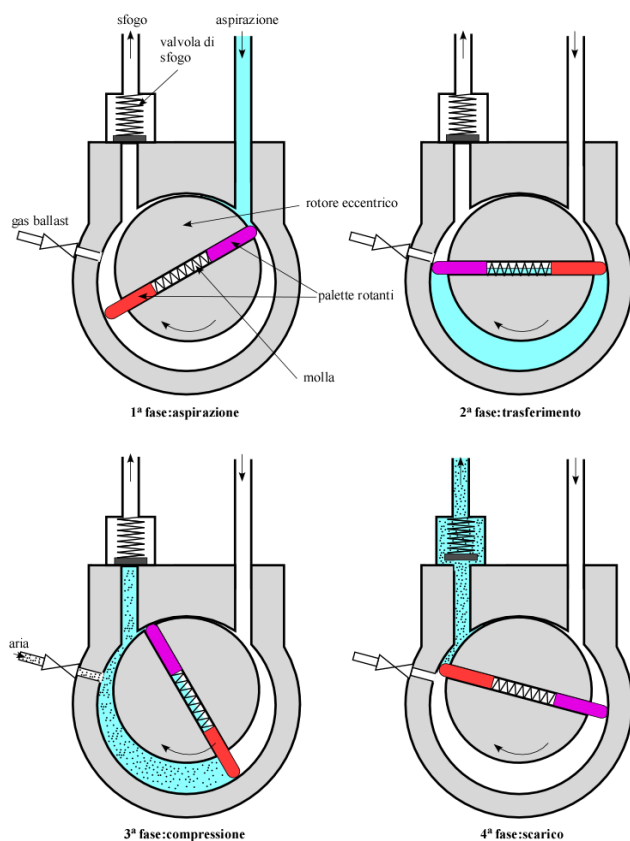 sfogo
aspirazione
valvola di
sfogo
gas ballast
rotore eccentrico
palette rotanti
molla
1ª fase:aspirazione
2ª fase:trasferimento
aria
3ª fase:compressione
4ª fase:scarico